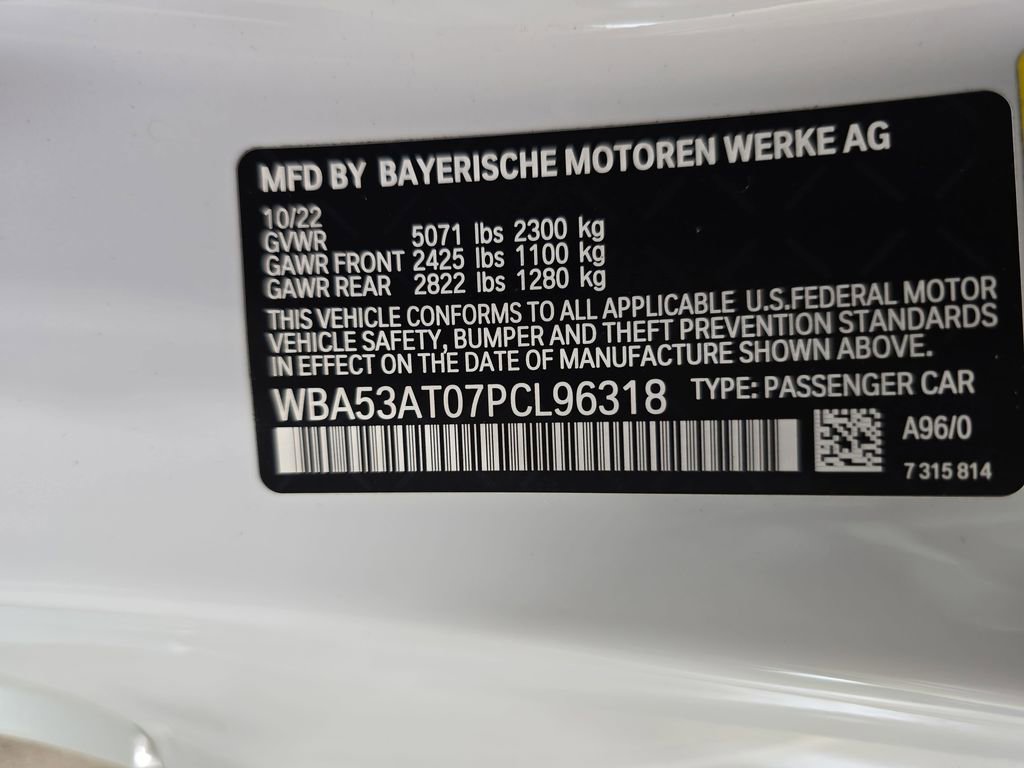 MFD BY BAYERISCHE MOTOREN WERKE AG
10/22
GVWR 5071 lbs 2300 kg
GAWR FRONT 2425 lbs 1100 kg
GAWR REAR 2822 lbs 1280 kg
THIS VEHICLE CONFORMS TO ALL APPLICABLE U.S.FEDERAL MOTOR
VEHICLE SAFETY, BUMPER AND THEFT PREVENTION STANDARDS
IN EFFECT ON THE DATE OF MANUFACTURE SHOWN ABOVE.
WBA53AT07PCL96318 TYPE: PASSENGER CAR
A96/0
7 315 814